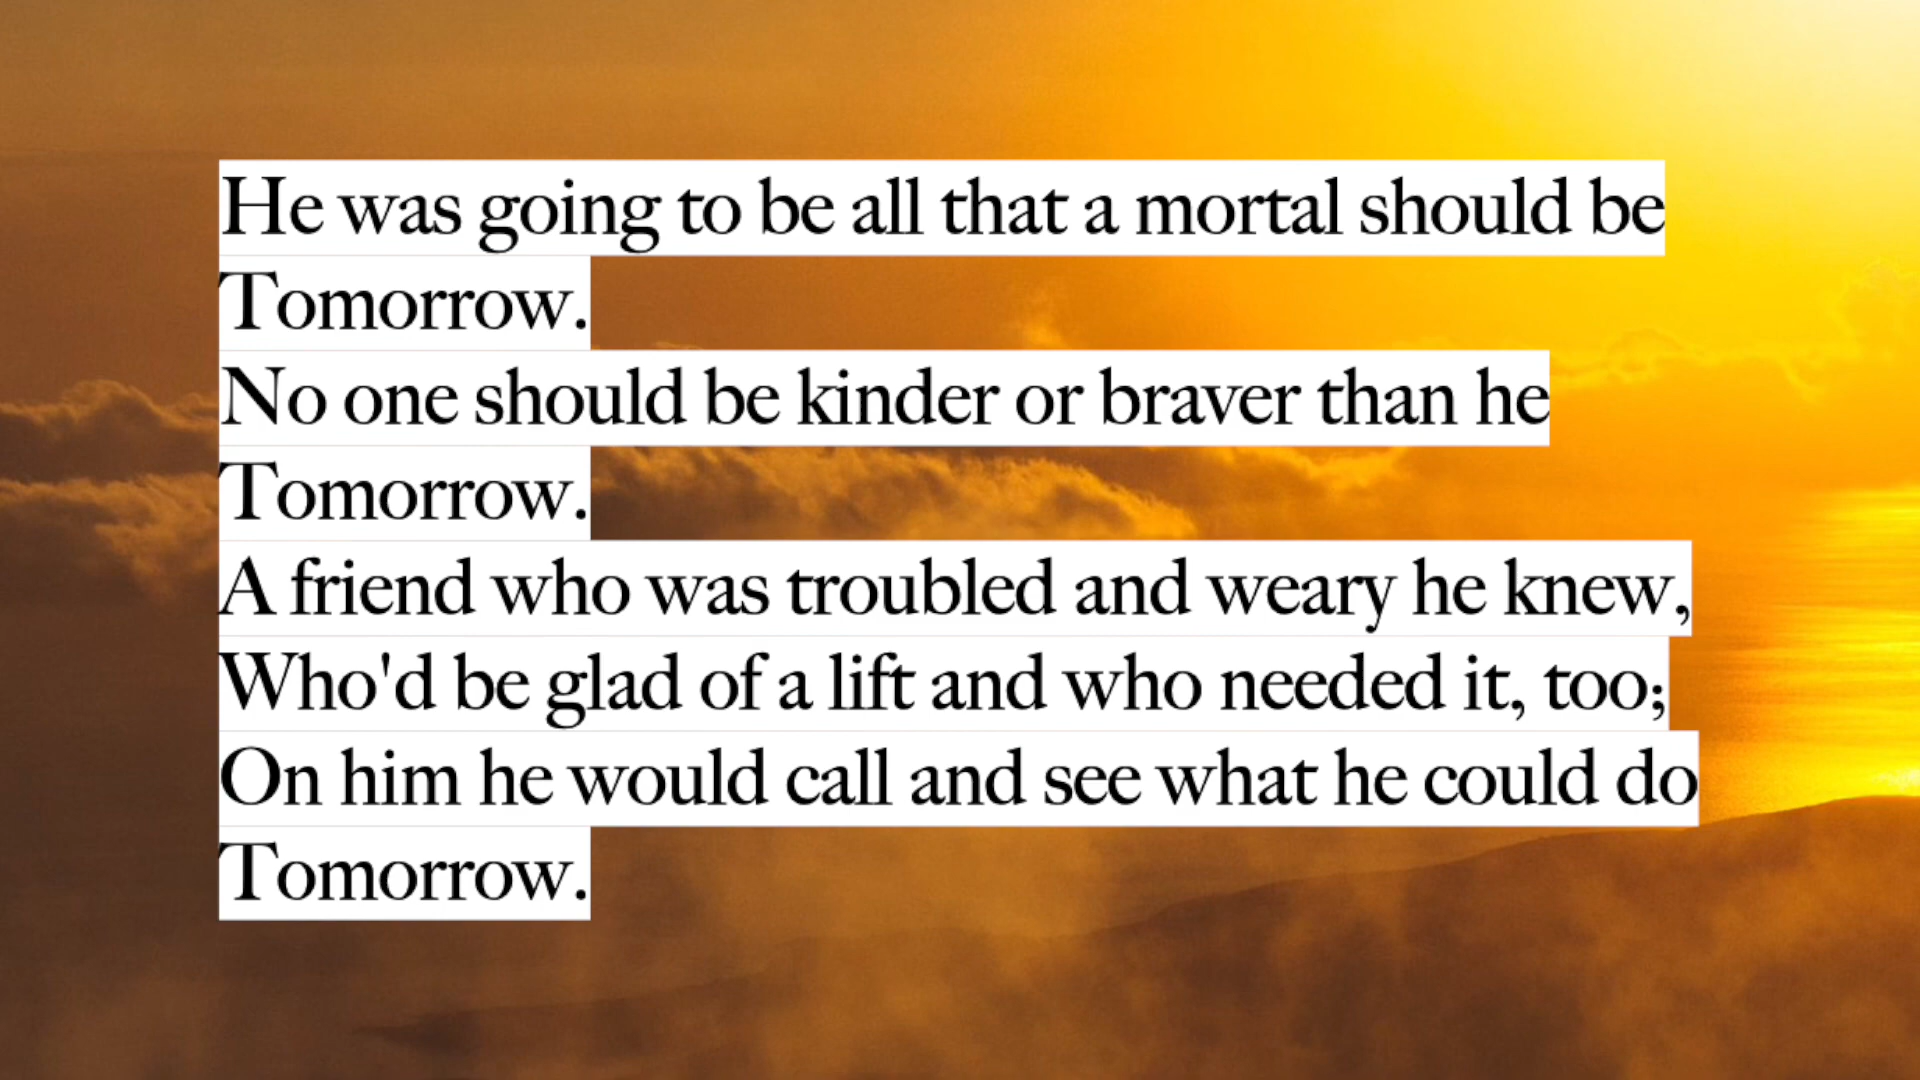 He was going to be all that a mortal should be
Tomorrow.
No one should be kinder or braver than he
Tomorrow.
A friend who was troubled and weary he knew,
Who'd be glad of a lift and who needed it, too;
On him he would call and see what he could do
Tomorrow.